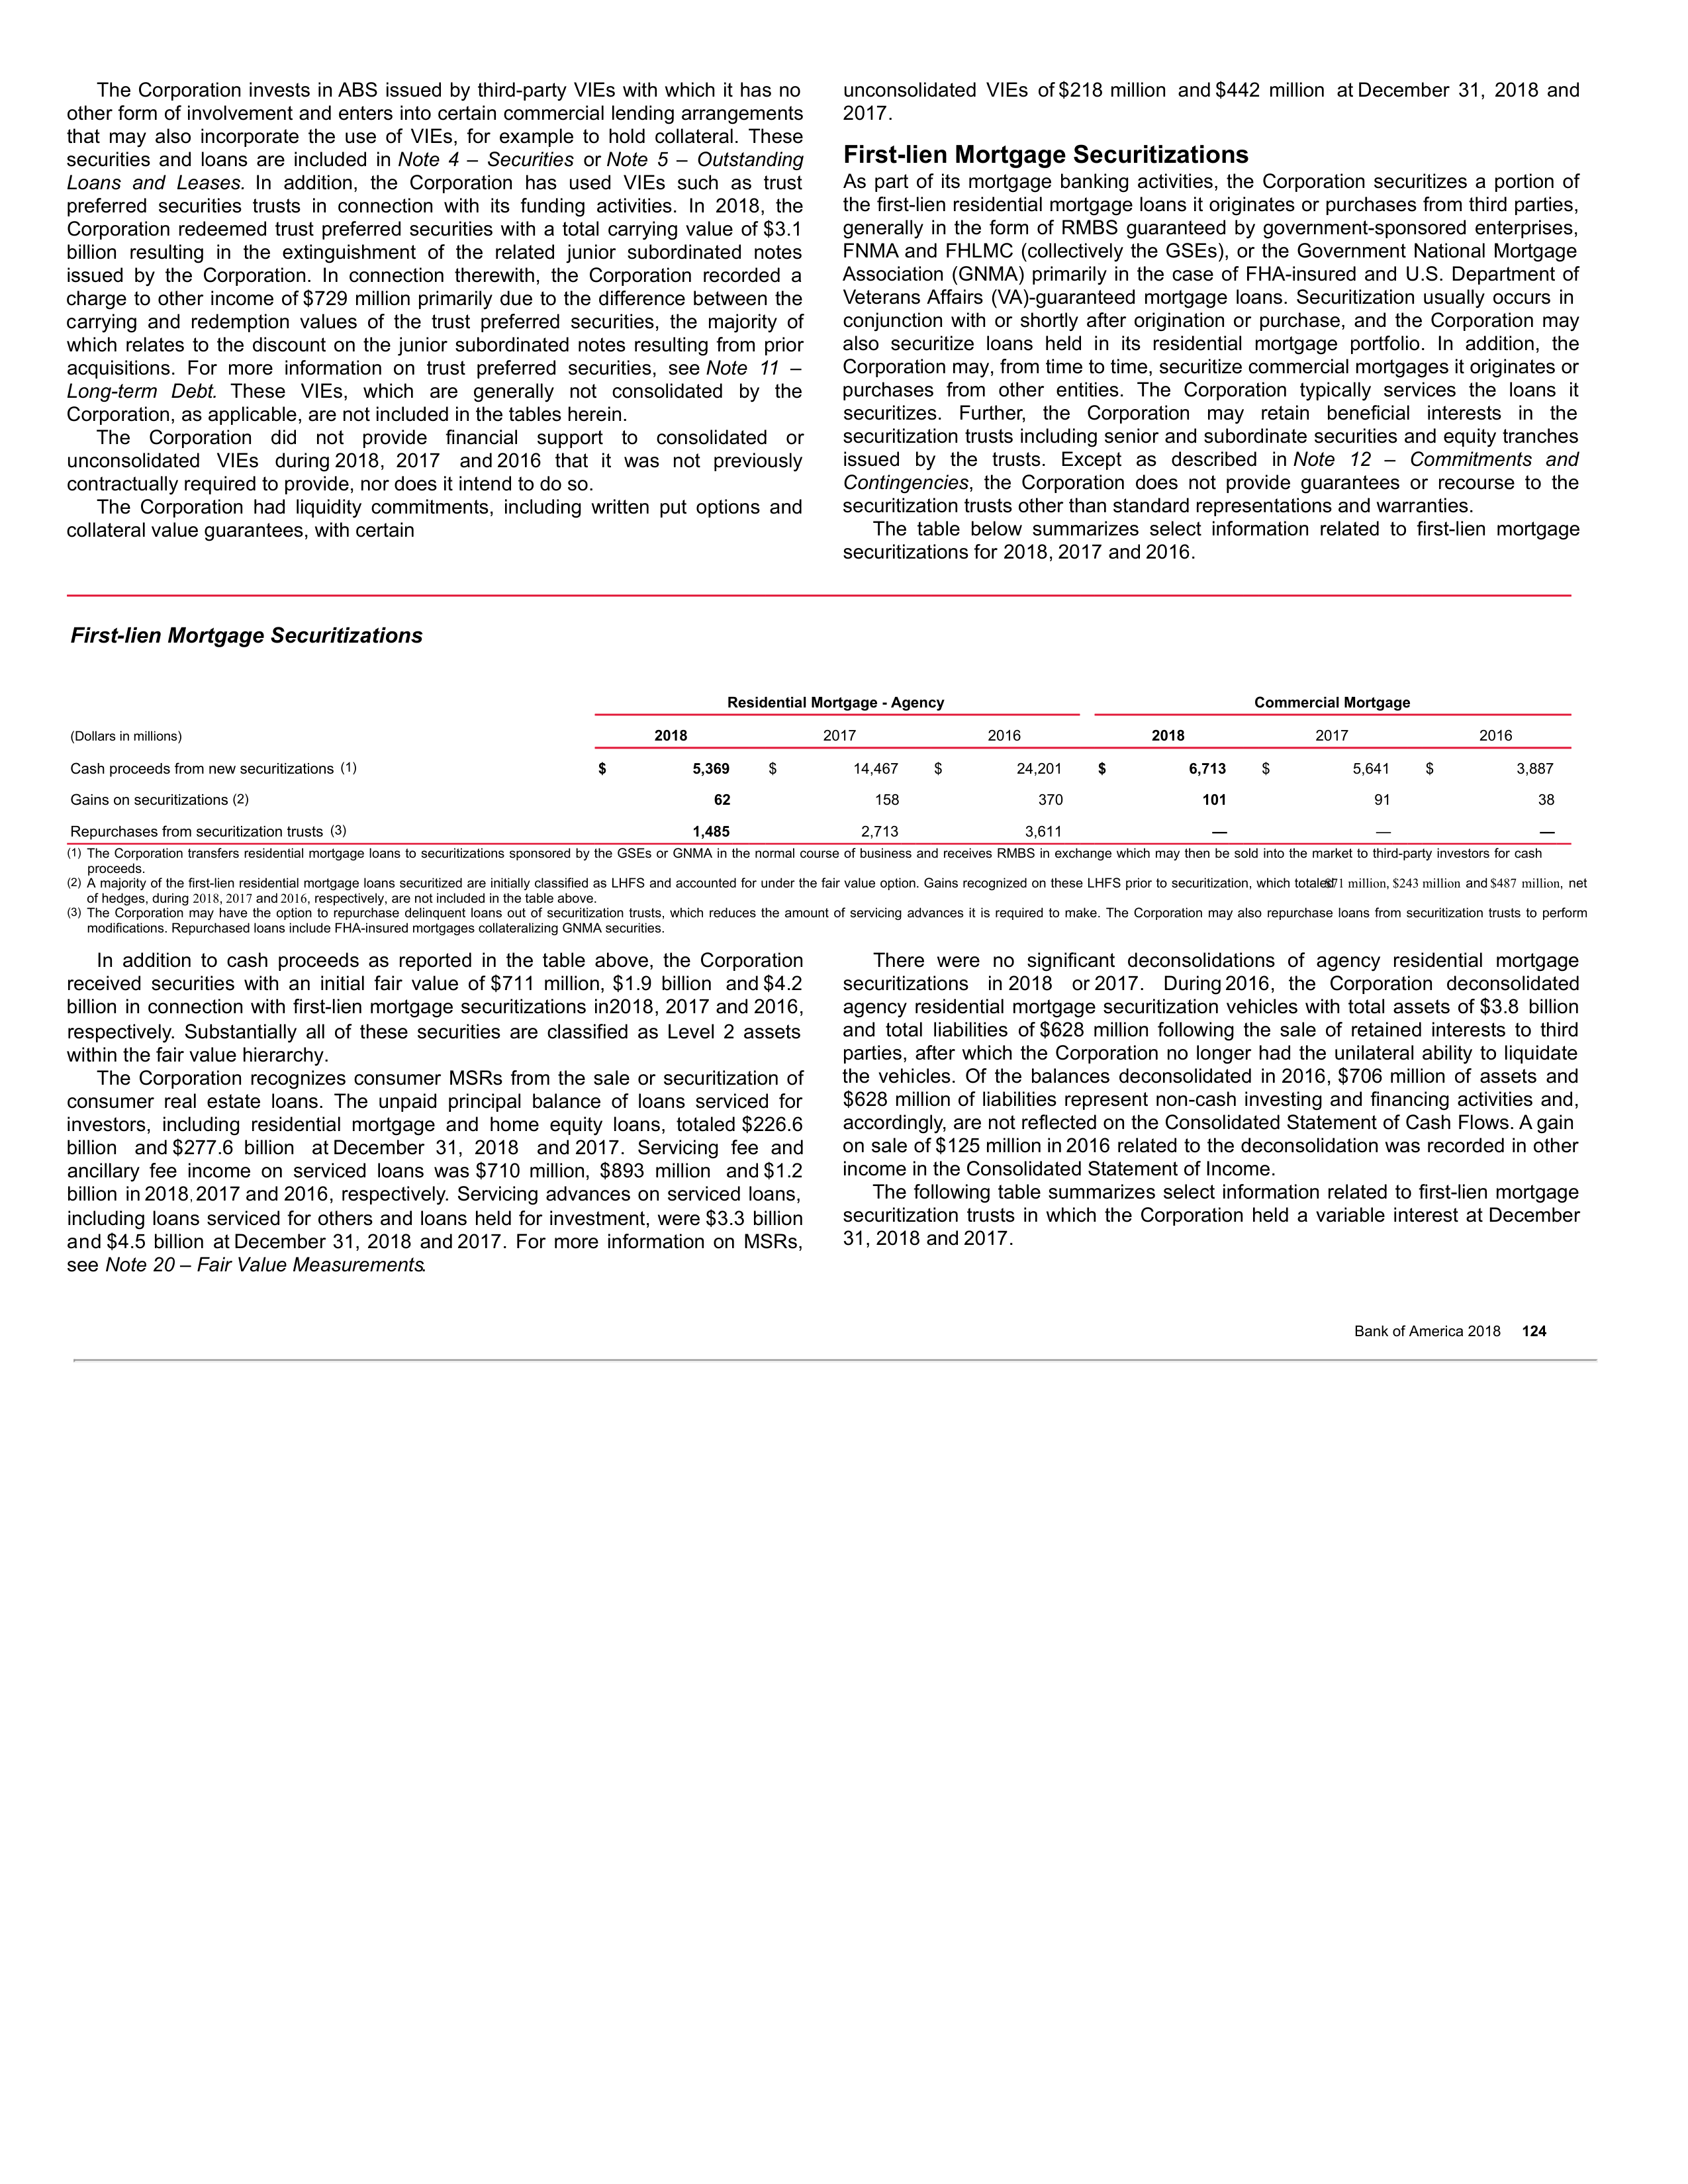 The Corporation invests in ABS issued by third-party VIEs with which it has no
other form of involvement and enters into certain commercial lending arrangements
that may also incorporate the use of VIEs, for example to hold collateral. These
securities and loans are included in Note 4 – Securities or Note 5 – Outstanding
Loans and Leases. In addition, the Corporation has used VIEs such as trust
preferred securities trusts in connection with its funding activities. In 2018, the
Corporation redeemed trust preferred securities with a total carrying value of $3.1
billion resulting in the extinguishment of the related junior subordinated notes
issued by the Corporation. In connection therewith, the Corporation recorded a
charge to other income of $729 million primarily due to the difference between the
carrying and redemption values of the trust preferred securities, the majority of
which relates to the discount on the junior subordinated notes resulting from prior
acquisitions. For more information on trust preferred securities, see Note 11 –
Long-term Debt. These VIEs, which are generally not consolidated by the
Corporation, as applicable, are not included in the tables herein.
The Corporation did not provide financial support to consolidated or
unconsolidated VIEs during 2018, 2017 and 2016 that it was not previously
contractually required to provide, nor does it intend to do so.
The Corporation had liquidity commitments, including written put options and
collateral value guarantees, with certain
unconsolidated VIEs of $218 million and $442 million at December 31, 2018 and
2017.
First-lien Mortgage Securitizations
As part of its mortgage banking activities, the Corporation securitizes a portion of
the first-lien residential mortgage loans it originates or purchases from third parties,
generally in the form of RMBS guaranteed by government-sponsored enterprises,
FNMA and FHLMC (collectively the GSEs), or the Government National Mortgage
Association (GNMA) primarily in the case of FHA-insured and U.S. Department of
Veterans Affairs (VA)-guaranteed mortgage loans. Securitization usually occurs in
conjunction with or shortly after origination or purchase, and the Corporation may
also securitize loans held in its residential mortgage portfolio. In addition, the
Corporation may, from time to time, securitize commercial mortgages it originates or
purchases from other entities. The Corporation typically services the loans it
securitizes. Further, the Corporation may retain beneficial interests in the
securitization trusts including senior and subordinate securities and equity tranches
issued by the trusts. Except as described in Note 12 – Commitments and
Contingencies, the Corporation does not provide guarantees or recourse to the
securitization trusts other than standard representations and warranties.
The table below summarizes select information related to first-lien mortgage
securitizations for 2018, 2017 and 2016.
First-lien Mortgage Securitizations
Residential Mortgage - Agency Commercial Mortgage
(Dollars in millions) 2018 2017 2016 2018 2017 2016
Cash proceeds from new securitizations (1) $ 5,369 $ 14,467 $ 24,201 $ 6,713 $ 5,641 $ 3,887
Gains on securitizations (2) 62 158 370 101 91 38
Repurchases from securitization trusts (3) 1,485 2,713 3,611 — — —
(1) The Corporation transfers residential mortgage loans to securitizations sponsored by the GSEs or GNMA in the normal course of business and receives RMBS in exchange which may then be sold into the market to third-party investors for cash
proceeds.
(2) A majority of the first-lien residential mortgage loans securitized are initially classified as LHFS and accounted for under the fair value option. Gains recognized on these LHFS prior to securitization, which totaled $71 million, $243 million and $487 million, net
of hedges, during 2018, 2017 and 2016, respectively, are not included in the table above.
(3) The Corporation may have the option to repurchase delinquent loans out of securitization trusts, which reduces the amount of servicing advances it is required to make. The Corporation may also repurchase loans from securitization trusts to perform
modifications. Repurchased loans include FHA-insured mortgages collateralizing GNMA securities.
In addition to cash proceeds as reported in the table above, the Corporation
received securities with an initial fair value of $711 million, $1.9 billion and $4.2
billion in connection with first-lien mortgage securitizations in2018, 2017 and 2016,
respectively. Substantially all of these securities are classified as Level 2 assets
within the fair value hierarchy.
The Corporation recognizes consumer MSRs from the sale or securitization of
consumer real estate loans. The unpaid principal balance of loans serviced for
investors, including residential mortgage and home equity loans, totaled $226.6
billion and $277.6 billion at December 31, 2018 and 2017. Servicing fee and
ancillary fee income on serviced loans was $710 million, $893 million and $1.2
billion in 2018, 2017 and 2016, respectively. Servicing advances on serviced loans,
including loans serviced for others and loans held for investment, were $3.3 billion
and $4.5 billion at December 31, 2018 and 2017. For more information on MSRs,
see Note 20 – Fair Value Measurements.
There were no significant deconsolidations of agency residential mortgage
securitizations in 2018 or 2017. During 2016, the Corporation deconsolidated
agency residential mortgage securitization vehicles with total assets of $3.8 billion
and total liabilities of $628 million following the sale of retained interests to third
parties, after which the Corporation no longer had the unilateral ability to liquidate
the vehicles. Of the balances deconsolidated in 2016, $706 million of assets and
$628 million of liabilities represent non-cash investing and financing activities and,
accordingly, are not reflected on the Consolidated Statement of Cash Flows. A gain
on sale of $125 million in 2016 related to the deconsolidation was recorded in other
income in the Consolidated Statement of Income.
The following table summarizes select information related to first-lien mortgage
securitization trusts in which the Corporation held a variable interest at December
31, 2018 and 2017.
Bank of America 2018 124